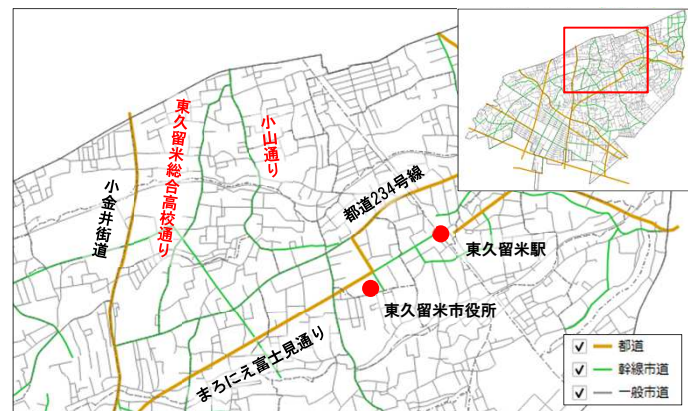 小金井街道
東久留米総合高校通り
小山通り
都道234号線
東久留米駅
東久留米市役所
まろにえ富士見通り
都道
幹線市道
一般市道